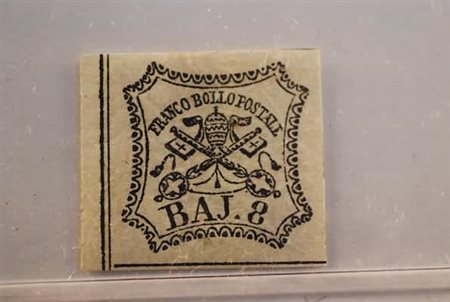 FRANCO BOLLO POSTALE
BAJ. 8